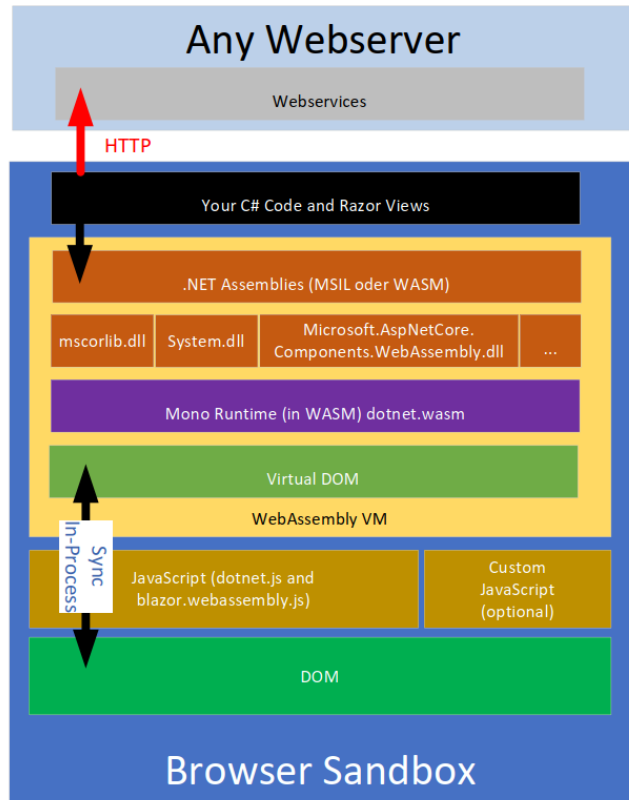 Any Webserver
Webservices
HTTP
Your C# Code and Razor Views
.NET Assemblies (MSIL oder WASM)
mscorlib.dll
System.dll
Microsoft.AspNetCore.
Components.WebAssembly.dll
...
Mono Runtime (in WASM) dotnet.wasm
Virtual DOM
WebAssembly VM
Sync
In-Process
JavaScript (dotnet.js and
blazor.webassembly.js)
Custom
JavaScript
(optional)
DOM
Browser Sandbox